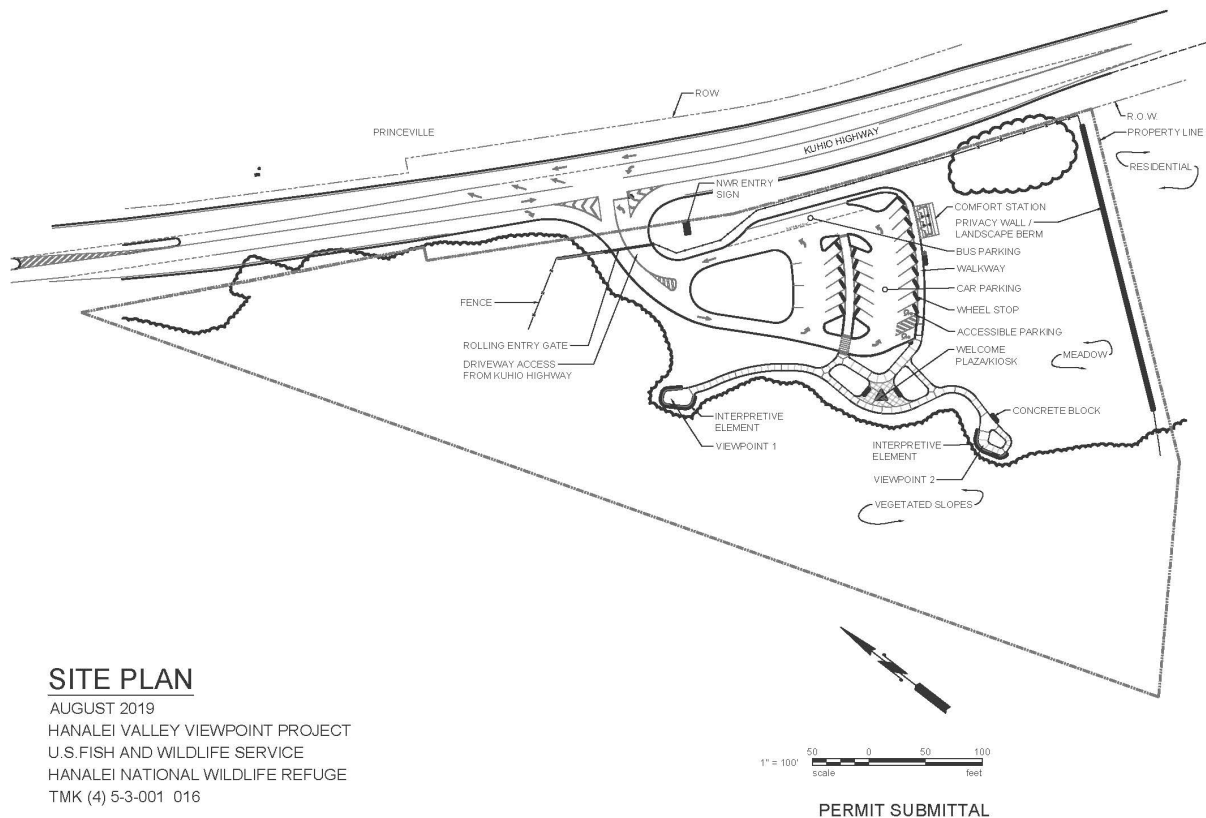 ROW
PRINCEVILLE
KUHIO HIGHWAY
R.O.W.
PROPERTY LINE
RESIDENTIAL
NWR ENTRY
SIGN
COMFORT STATION
PRIVACY WALL /
LANDSCAPE BERM
BUS PARKING
WALKWAY
CAR PARKING
WHEEL STOP
ACCESSIBLE PARKING
WELCOME
PLAZA/KIOSK
MEADOW
FENCE
ROLLING ENTRY GATE
DRIVEWAY ACCESS
FROM KUHIO HIGHWAY
INTERPRETIVE
ELEMENT
VIEWPOINT 1
CONCRETE BLOCK
INTERPRETIVE
ELEMENT
VIEWPOINT 2
VEGETATED SLOPES
SITE PLAN
AUGUST 2019
HANALEI VALLEY VIEWPOINT PROJECT
U.S.FISH AND WILDLIFE SERVICE
HANALEI NATIONAL WILDLIFE REFUGE
TMK (4) 5-3-001 016
50 0 50 100
1" = 100'
scale feet
PERMIT SUBMITTAL